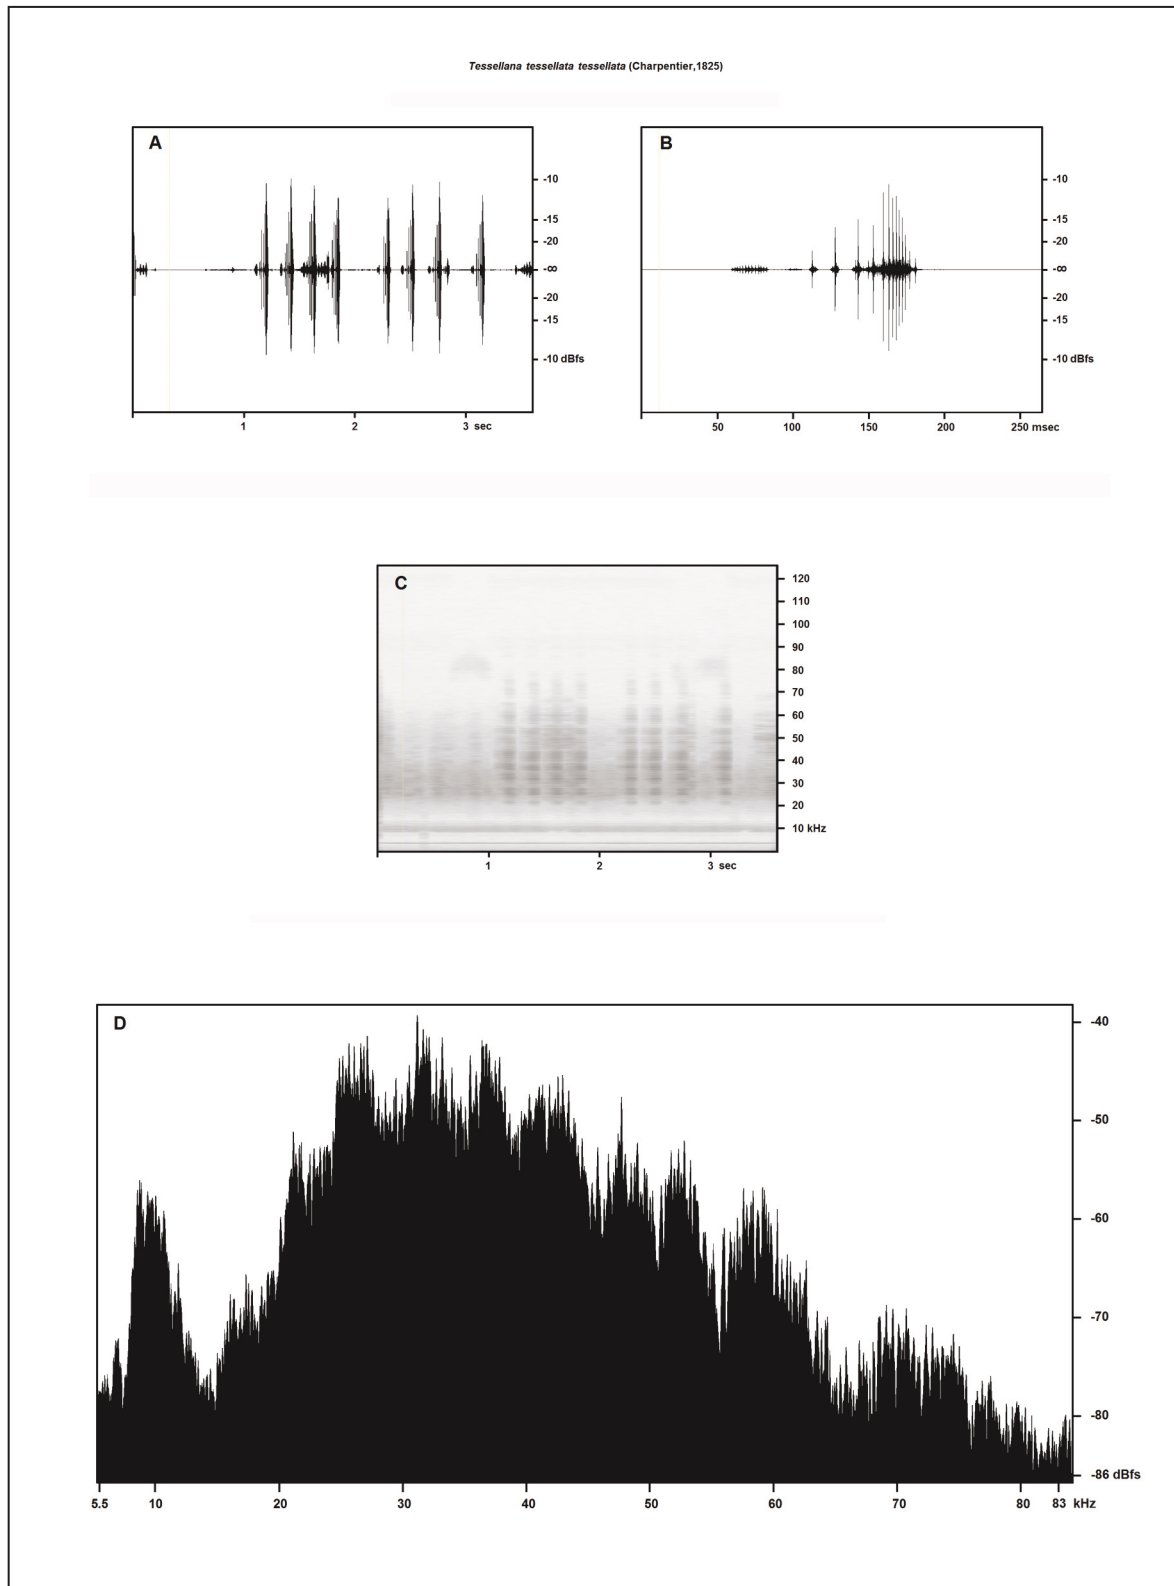 Tessellana tessellata tessellata (Charpentier,1825)
A
-10
-15
-20
-∞
-20
-15
-10 dBfs
1 2 3 sec
B
-10
-15
-20
-∞
-20
-15
-10 dBfs
50 100 150 200 250 msec
C
120
110
100
90
80
70
60
50
40
30
20
10 kHz
1 2 3 sec
D
-40
-50
-60
-70
-80
-86 dBfs
5.5 10 20 30 40 50 60 70 80 83 kHz